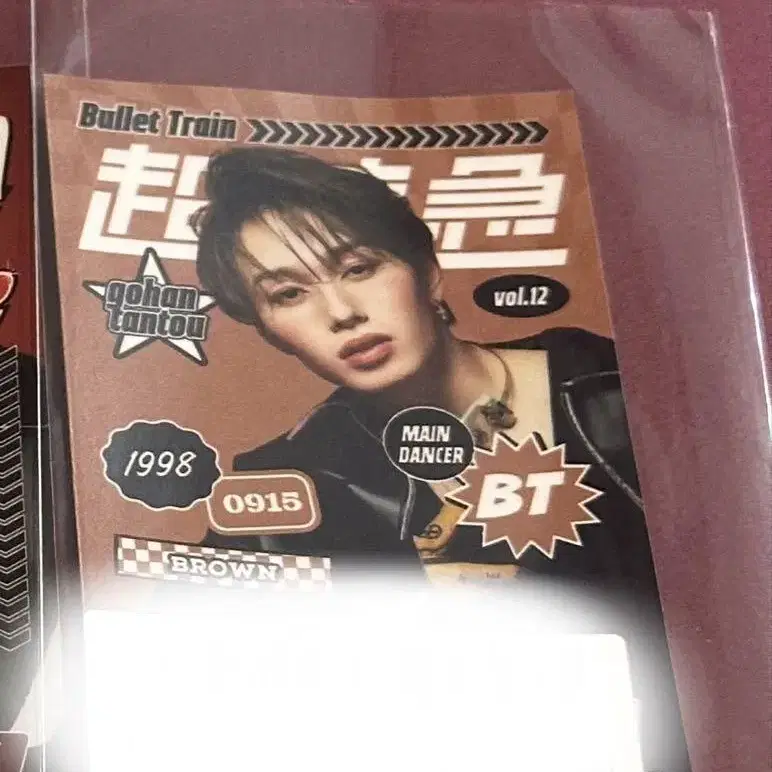 Bullet Train
超特急
gohan
tantou
vol.12
MAIN
DANCER
BT
1998
0915
BROWN